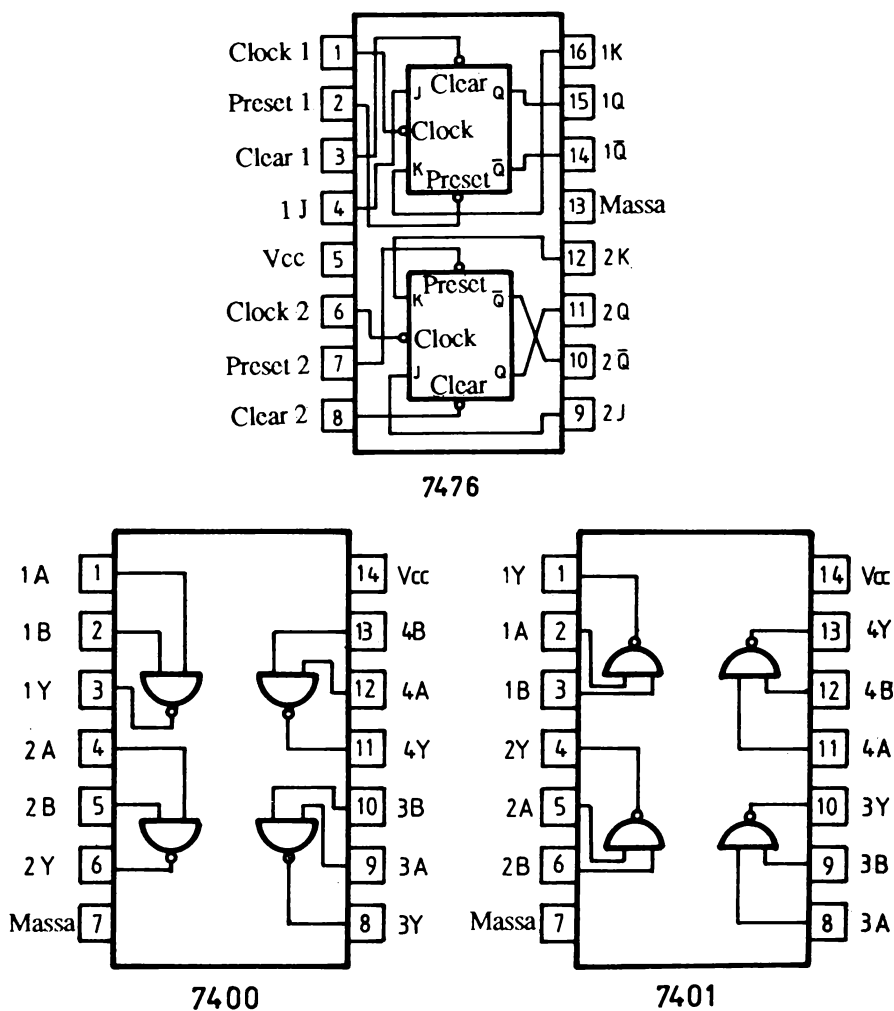 Clock 1 1 16 1K
Preset 1 2 J Clear Q 15 1Q
Clock
Clear 1 3 K Preset Q̅ 14 1Q̅
1 J 4 13 Massa
Vcc 5 12 2K
Clock 2 6 K Preset Q̅ 11 2Q
Clock
Preset 2 7 J Clear Q 10 2Q̅
Clear 2 8 9 2J
7476
1A 1 14 Vcc
1B 2 13 4B
1Y 3 12 4A
2A 4 11 4Y
2B 5 10 3B
2Y 6 9 3A
Massa 7 8 3Y
7400
1Y 1 14 Vcc
1A 2 13 4Y
1B 3 12 4B
2Y 4 11 4A
2A 5 10 3Y
2B 6 9 3B
Massa 7 8 3A
7401